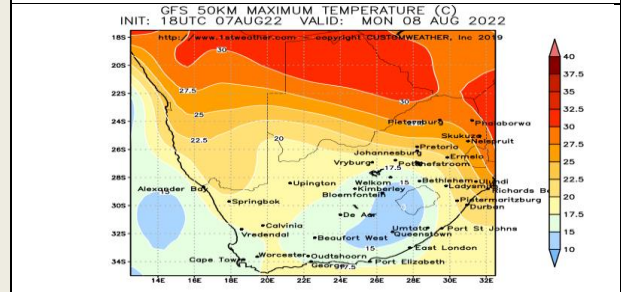 GFS 50KM MAXIMUM TEMPERATURE (C)
INIT: 18UTC 07AUG22 VALID: MON 08 AUG 2022
http://www.1stweather.com copyright CUSTOMWEATHER, Inc 2019
18S
20S
22S
24S
26S
28S
30S
32S
34S
30
27.5
25
22.5
20
30
17.5
15
15
15
17.5
Pietersburg
Phalaborwa
Skukuza
Nelspruit
Pretoria
Johannesburg
Ermelo
Potchefstroom
Vryburg
Welkom
Bethlehem
Ulundi
Ladysmith
Richards B
Kimberley
Bloemfontein
Upington
Alexander Bay
Springbok
Pietermaritzburg
Durban
De Aar
Calvinia
Vredendal
Umtata
Port St Johns
Queenstown
Beaufort West
East London
Cape Town
Worcester
Oudtshoorn
George
Port Elizabeth
14E 16E 18E 20E 22E 24E 26E 28E 30E 32E
40
37.5
35
32.5
30
27.5
25
22.5
20
17.5
15
10